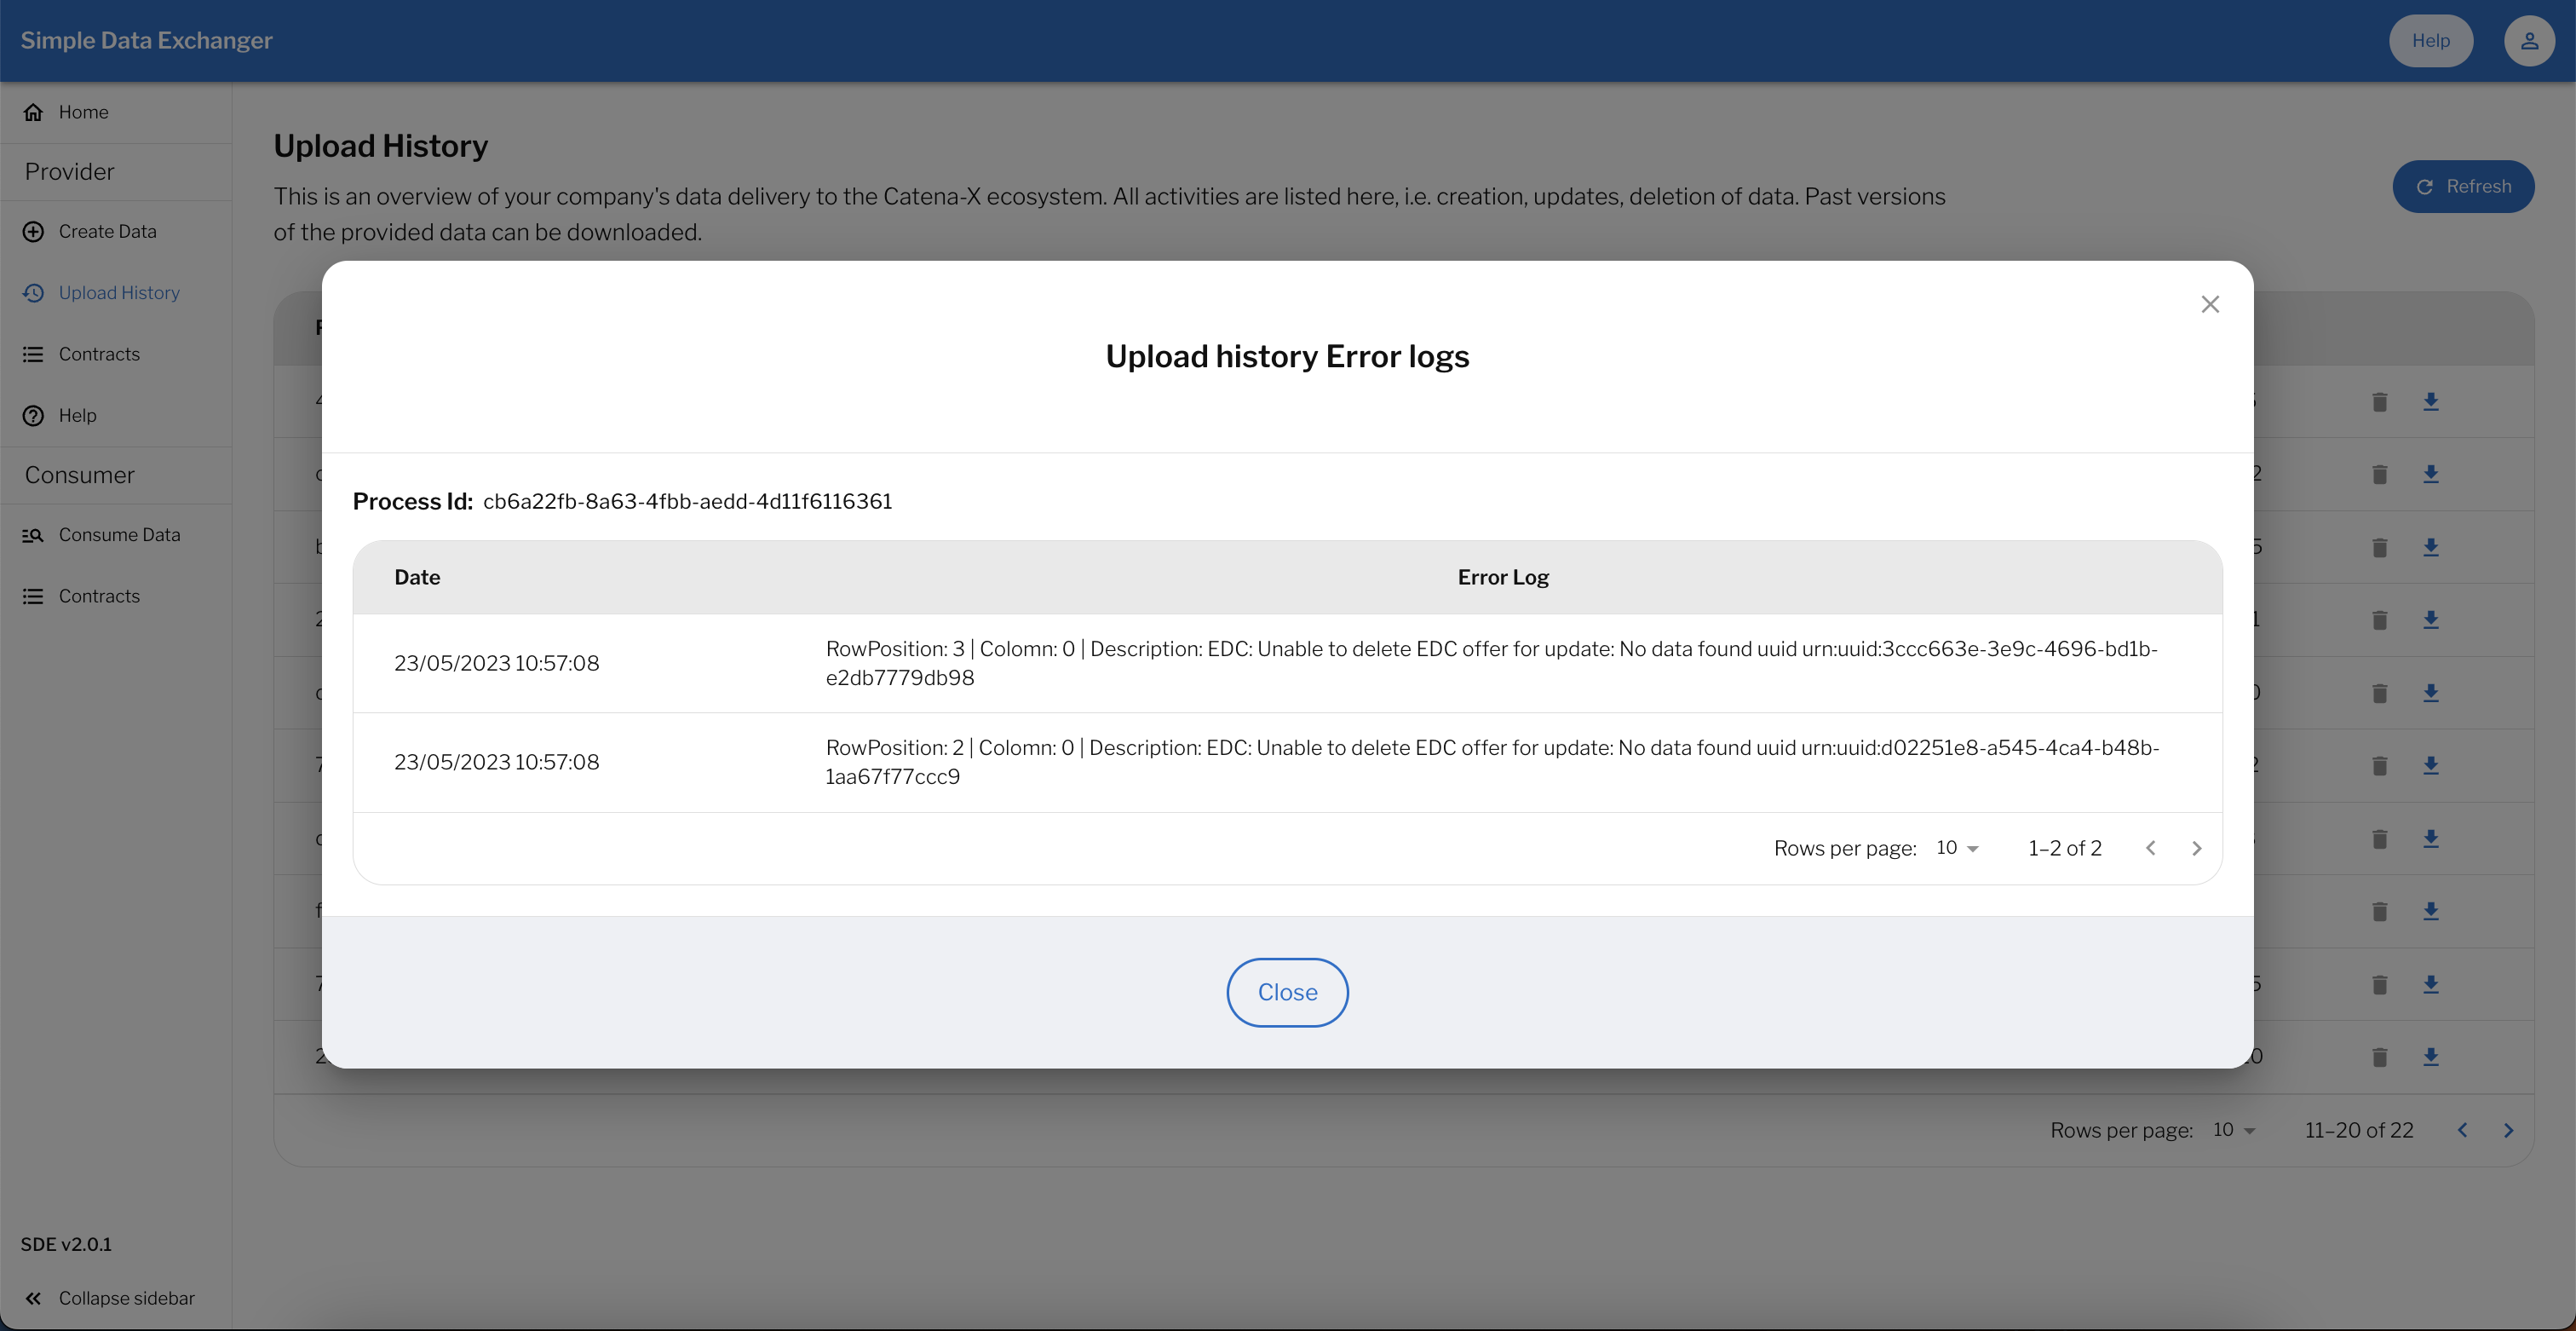 Simple Data Exchanger
Help
Home
Provider
Create Data
Upload History
Contracts
Help
Consumer
Consume Data
Contracts
SDE v2.0.1
Collapse sidebar
Upload History
This is an overview of your company's data delivery to the Catena-X ecosystem. All activities are listed here, i.e. creation, updates, deletion of data. Past versions
of the provided data can be downloaded.
Refresh
Upload history Error logs
Process Id: cb6a22fb-8a63-4fbb-aedd-4d11f6116361
Date Error Log
23/05/2023 10:57:08
RowPosition: 3 | Colomn: 0 | Description: EDC: Unable to delete EDC offer for update: No data found uuid urn:uuid:3ccc663e-3e9c-4696-bd1b-
e2db7779db98
23/05/2023 10:57:08
RowPosition: 2 | Colomn: 0 | Description: EDC: Unable to delete EDC offer for update: No data found uuid urn:uuid:d02251e8-a545-4ca4-b48b-
1aa67f77ccc9
Rows per page: 10 1–2 of 2
Close
Rows per page: 10 11–20 of 22